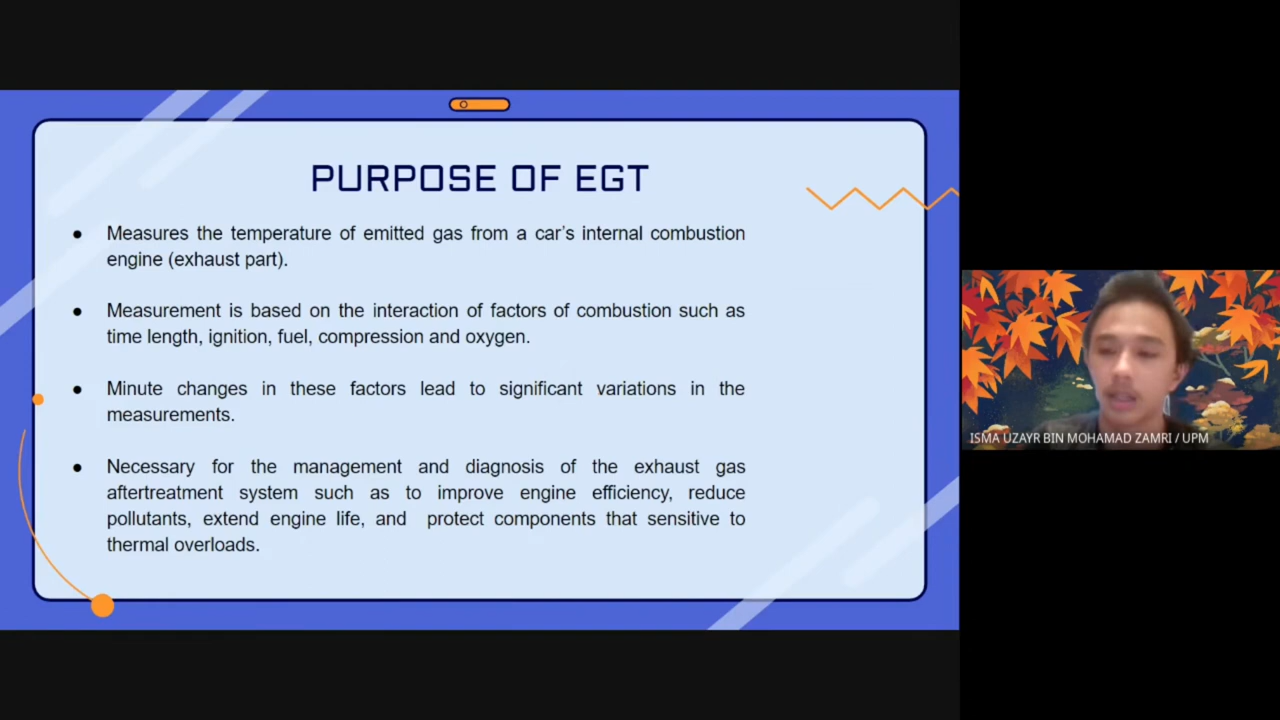 PURPOSE OF EGT
● Measures the temperature of emitted gas from a car's internal combustion
engine (exhaust part).
● Measurement is based on the interaction of factors of combustion such as
time length, ignition, fuel, compression and oxygen.
● Minute changes in these factors lead to significant variations in the
measurements.
● Necessary for the management and diagnosis of the exhaust gas
aftertreatment system such as to improve engine efficiency, reduce
pollutants, extend engine life, and protect components that sensitive to
thermal overloads.
ISMA UZAYR BIN MOHAMAD ZAMRI / UPM